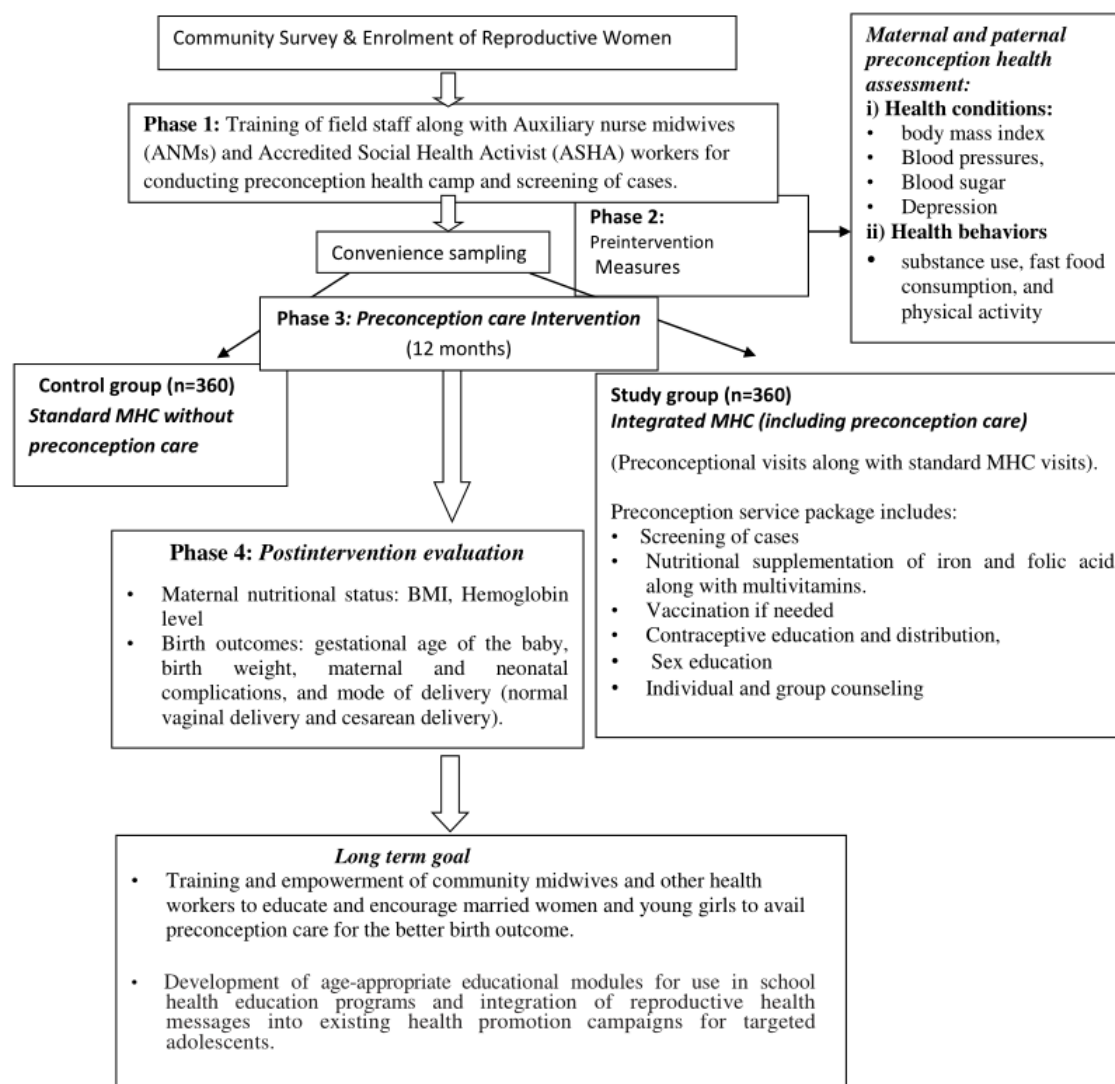 Community Survey & Enrolment of Reproductive Women
Phase 1: Training of field staff along with Auxiliary nurse midwives
(ANMs) and Accredited Social Health Activist (ASHA) workers for
conducting preconception health camp and screening of cases.
Maternal and paternal
preconception health
assessment:
i) Health conditions:
• body mass index
• Blood pressures,
• Blood sugar
• Depression
ii) Health behaviors
• substance use, fast food
consumption, and
physical activity
Phase 2:
Preintervention
Measures
Convenience sampling
Phase 3: Preconception care Intervention
(12 months)
Control group (n=360)
Standard MHC without
preconception care
Study group (n=360)
Integrated MHC (including preconception care)
(Preconceptional visits along with standard MHC visits).
Preconception service package includes:
• Screening of cases
• Nutritional supplementation of iron and folic acid
along with multivitamins.
• Vaccination if needed
• Contraceptive education and distribution,
• Sex education
• Individual and group counseling
Phase 4: Postintervention evaluation
• Maternal nutritional status: BMI, Hemoglobin
level
• Birth outcomes: gestational age of the baby,
birth weight, maternal and neonatal
complications, and mode of delivery (normal
vaginal delivery and cesarean delivery).
Long term goal
• Training and empowerment of community midwives and other health
workers to educate and encourage married women and young girls to avail
preconception care for the better birth outcome.
• Development of age-appropriate educational modules for use in school
health education programs and integration of reproductive health
messages into existing health promotion campaigns for targeted
adolescents.